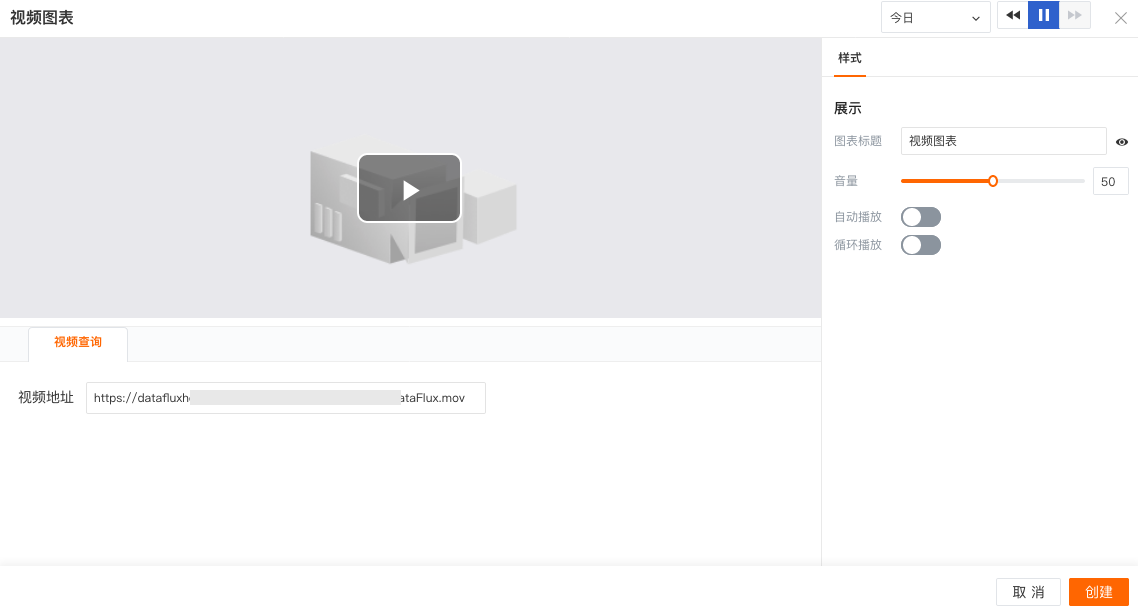 视频图表
今日
样式
展示
图表标题
视频图表
音量
50
自动播放
循环播放
视频查询
视频地址
https://datafluxh ataFlux.mov
取 消
创建